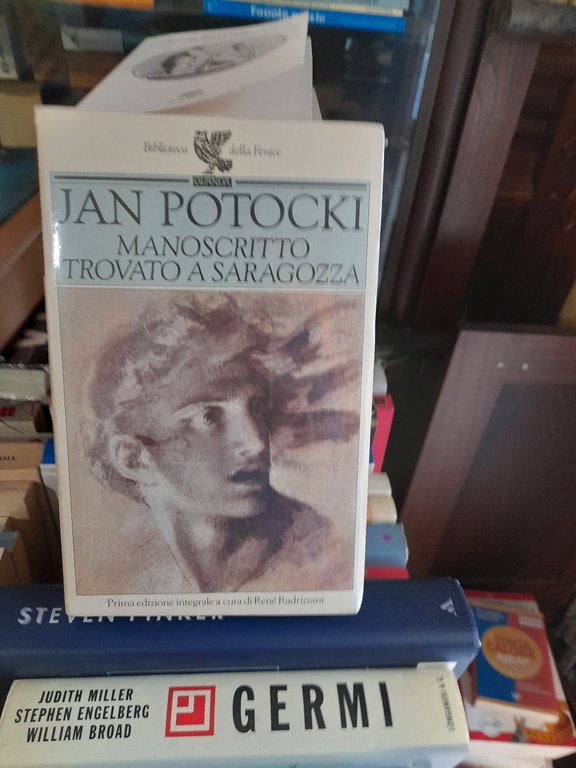 Biblioteca della Fenice
GUANDA
JAN POTOCKI
MANOSCRITTO
TROVATO A SARAGOZZA
Prima edizione integrale a cura di René Radrizzani
STEVEN PINKER
JUDITH MILLER
STEPHEN ENGELBERG
WILLIAM BROAD
GERMI
CALORIE